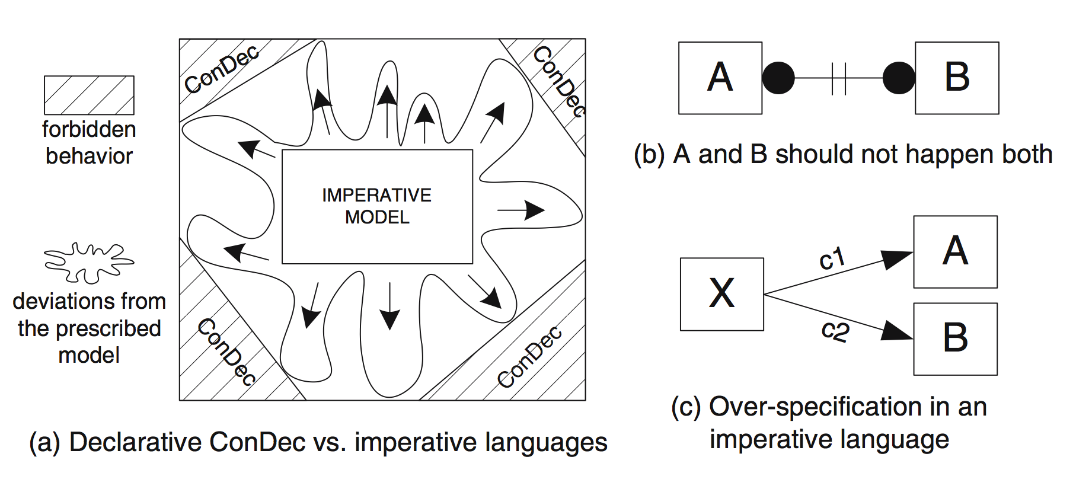 forbidden
behavior
deviations from
the prescribed
model
ConDec
ConDec
IMPERATIVE
MODEL
ConDec
ConDec
(a) Declarative ConDec vs. imperative languages
A
B
(b) A and B should not happen both
X
c1
c2
A
B
(c) Over-specification in an
imperative language